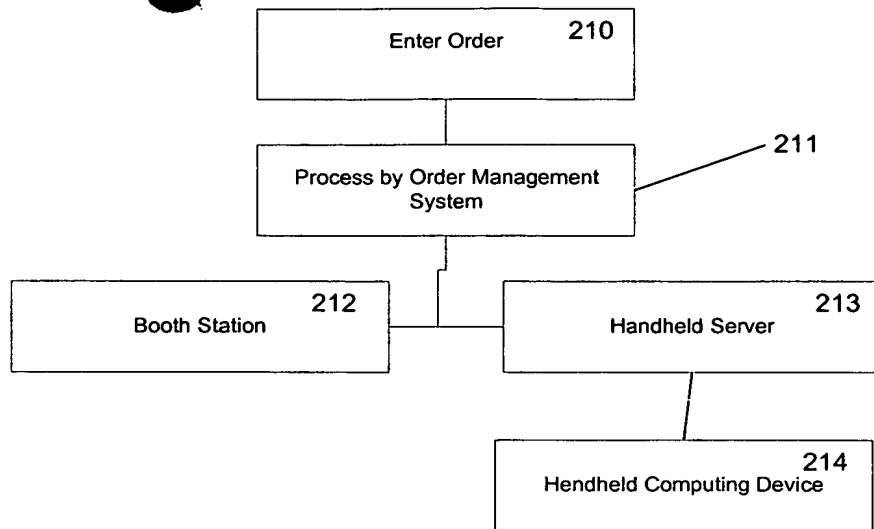 Enter Order 210
Process by Order Management
System
211
Booth Station 212
Handheld Server 213
Hendheld Computing Device 214